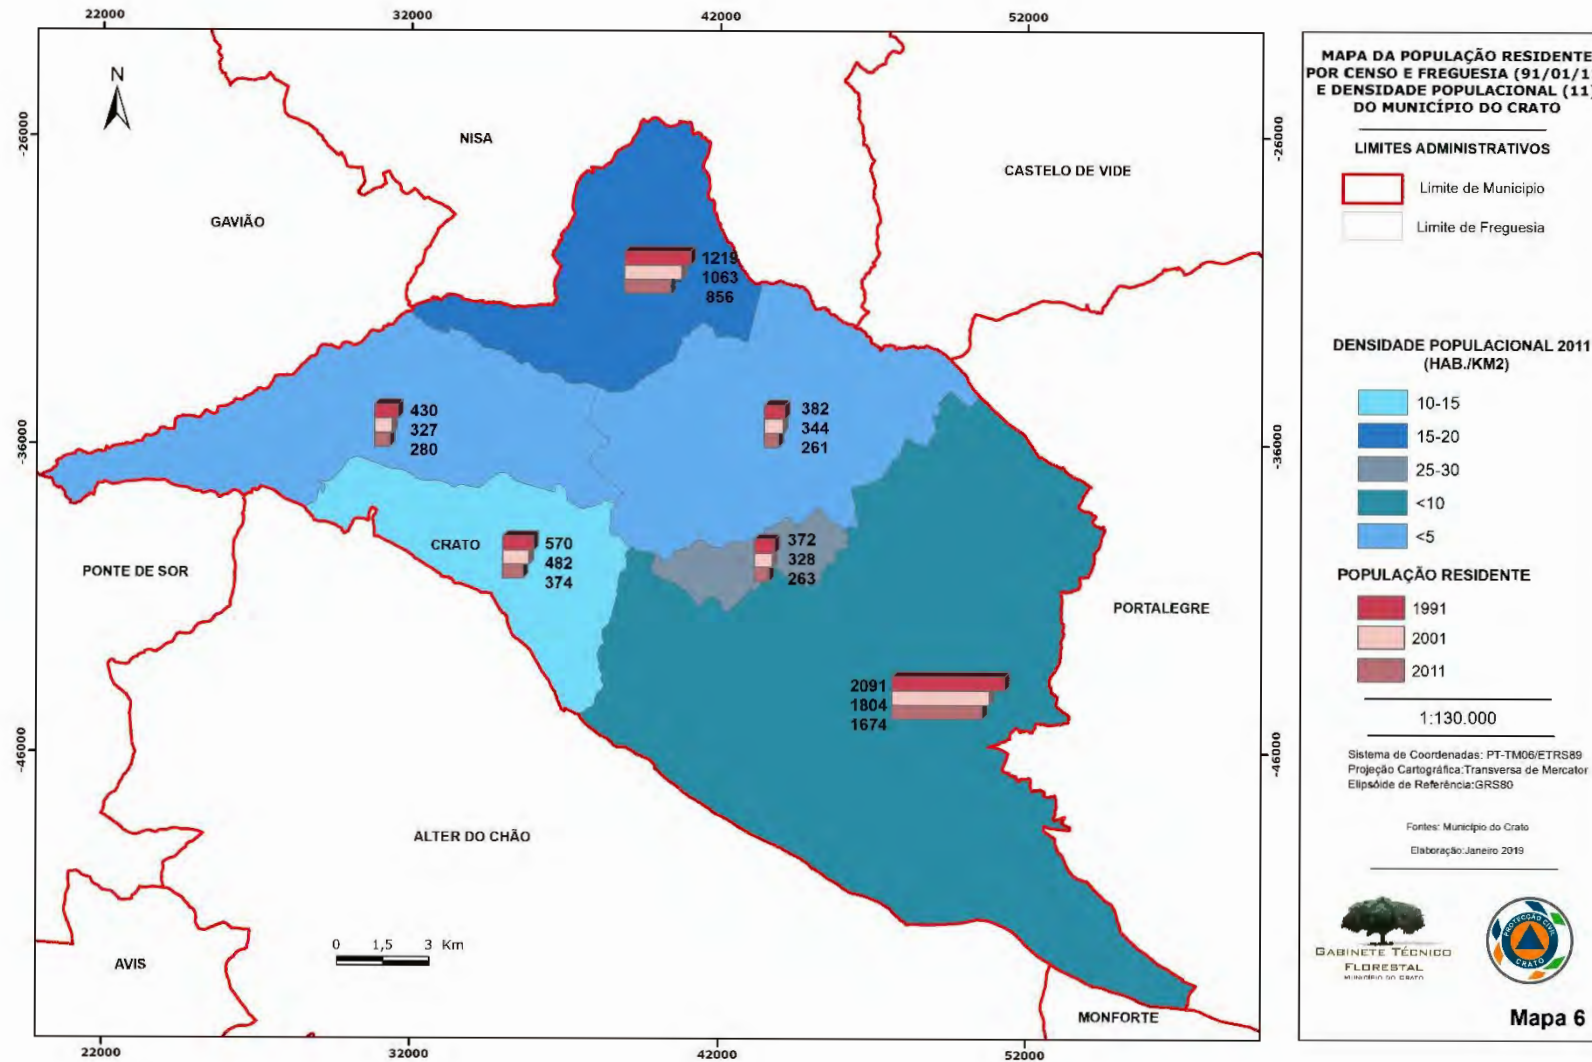 22000
32000
42000
52000
-26000
-36000
-46000
-26000
-36000
-46000
22000
32000
42000
52000
N
NISA
CASTELO DE VIDE
GAVIÃO
PONTE DE SOR
CRATO
PORTALEGRE
ALTER DO CHÃO
AVIS
MONFORTE
1219
1063
856
430
327
280
382
344
261
570
482
374
372
328
263
2091
1804
1674
0 1,5 3 Km
MAPA DA POPULAÇÃO RESIDENTE
POR CENSO E FREGUESIA (91/01/1
E DENSIDADE POPULACIONAL (11)
DO MUNICÍPIO DO CRATO
LIMITES ADMINISTRATIVOS
Limite de Municipio
Limite de Freguesia
DENSIDADE POPULACIONAL 2011
(HAB./KM2)
10-15
15-20
25-30
<10
<5
POPULAÇÃO RESIDENTE
1991
2001
2011
1:130.000
Sistema de Coordenadas: PT-TM06/ETRS89
Projeção Cartográfica:Transversa de Mercator
Elipsóide de Referência:GRS80
Fontes: Município do Crato
Elaboração:Janeiro 2019
GABINETE TÉCNICO
FLORESTAL
MUNICÍPIO DO CRATO
PROTECÇÃO CIVIL
CRATO
Mapa 6